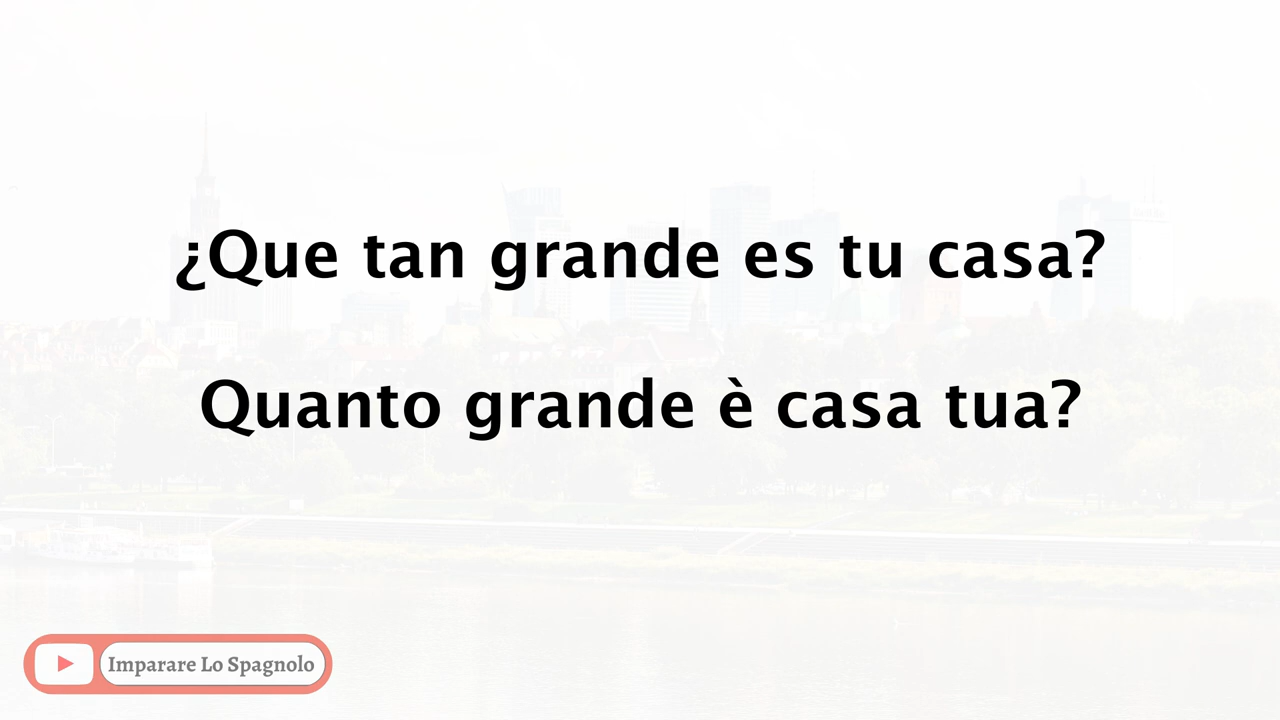 ¿Que tan grande es tu casa?
Quanto grande è casa tua?
Imparare Lo Spagnolo